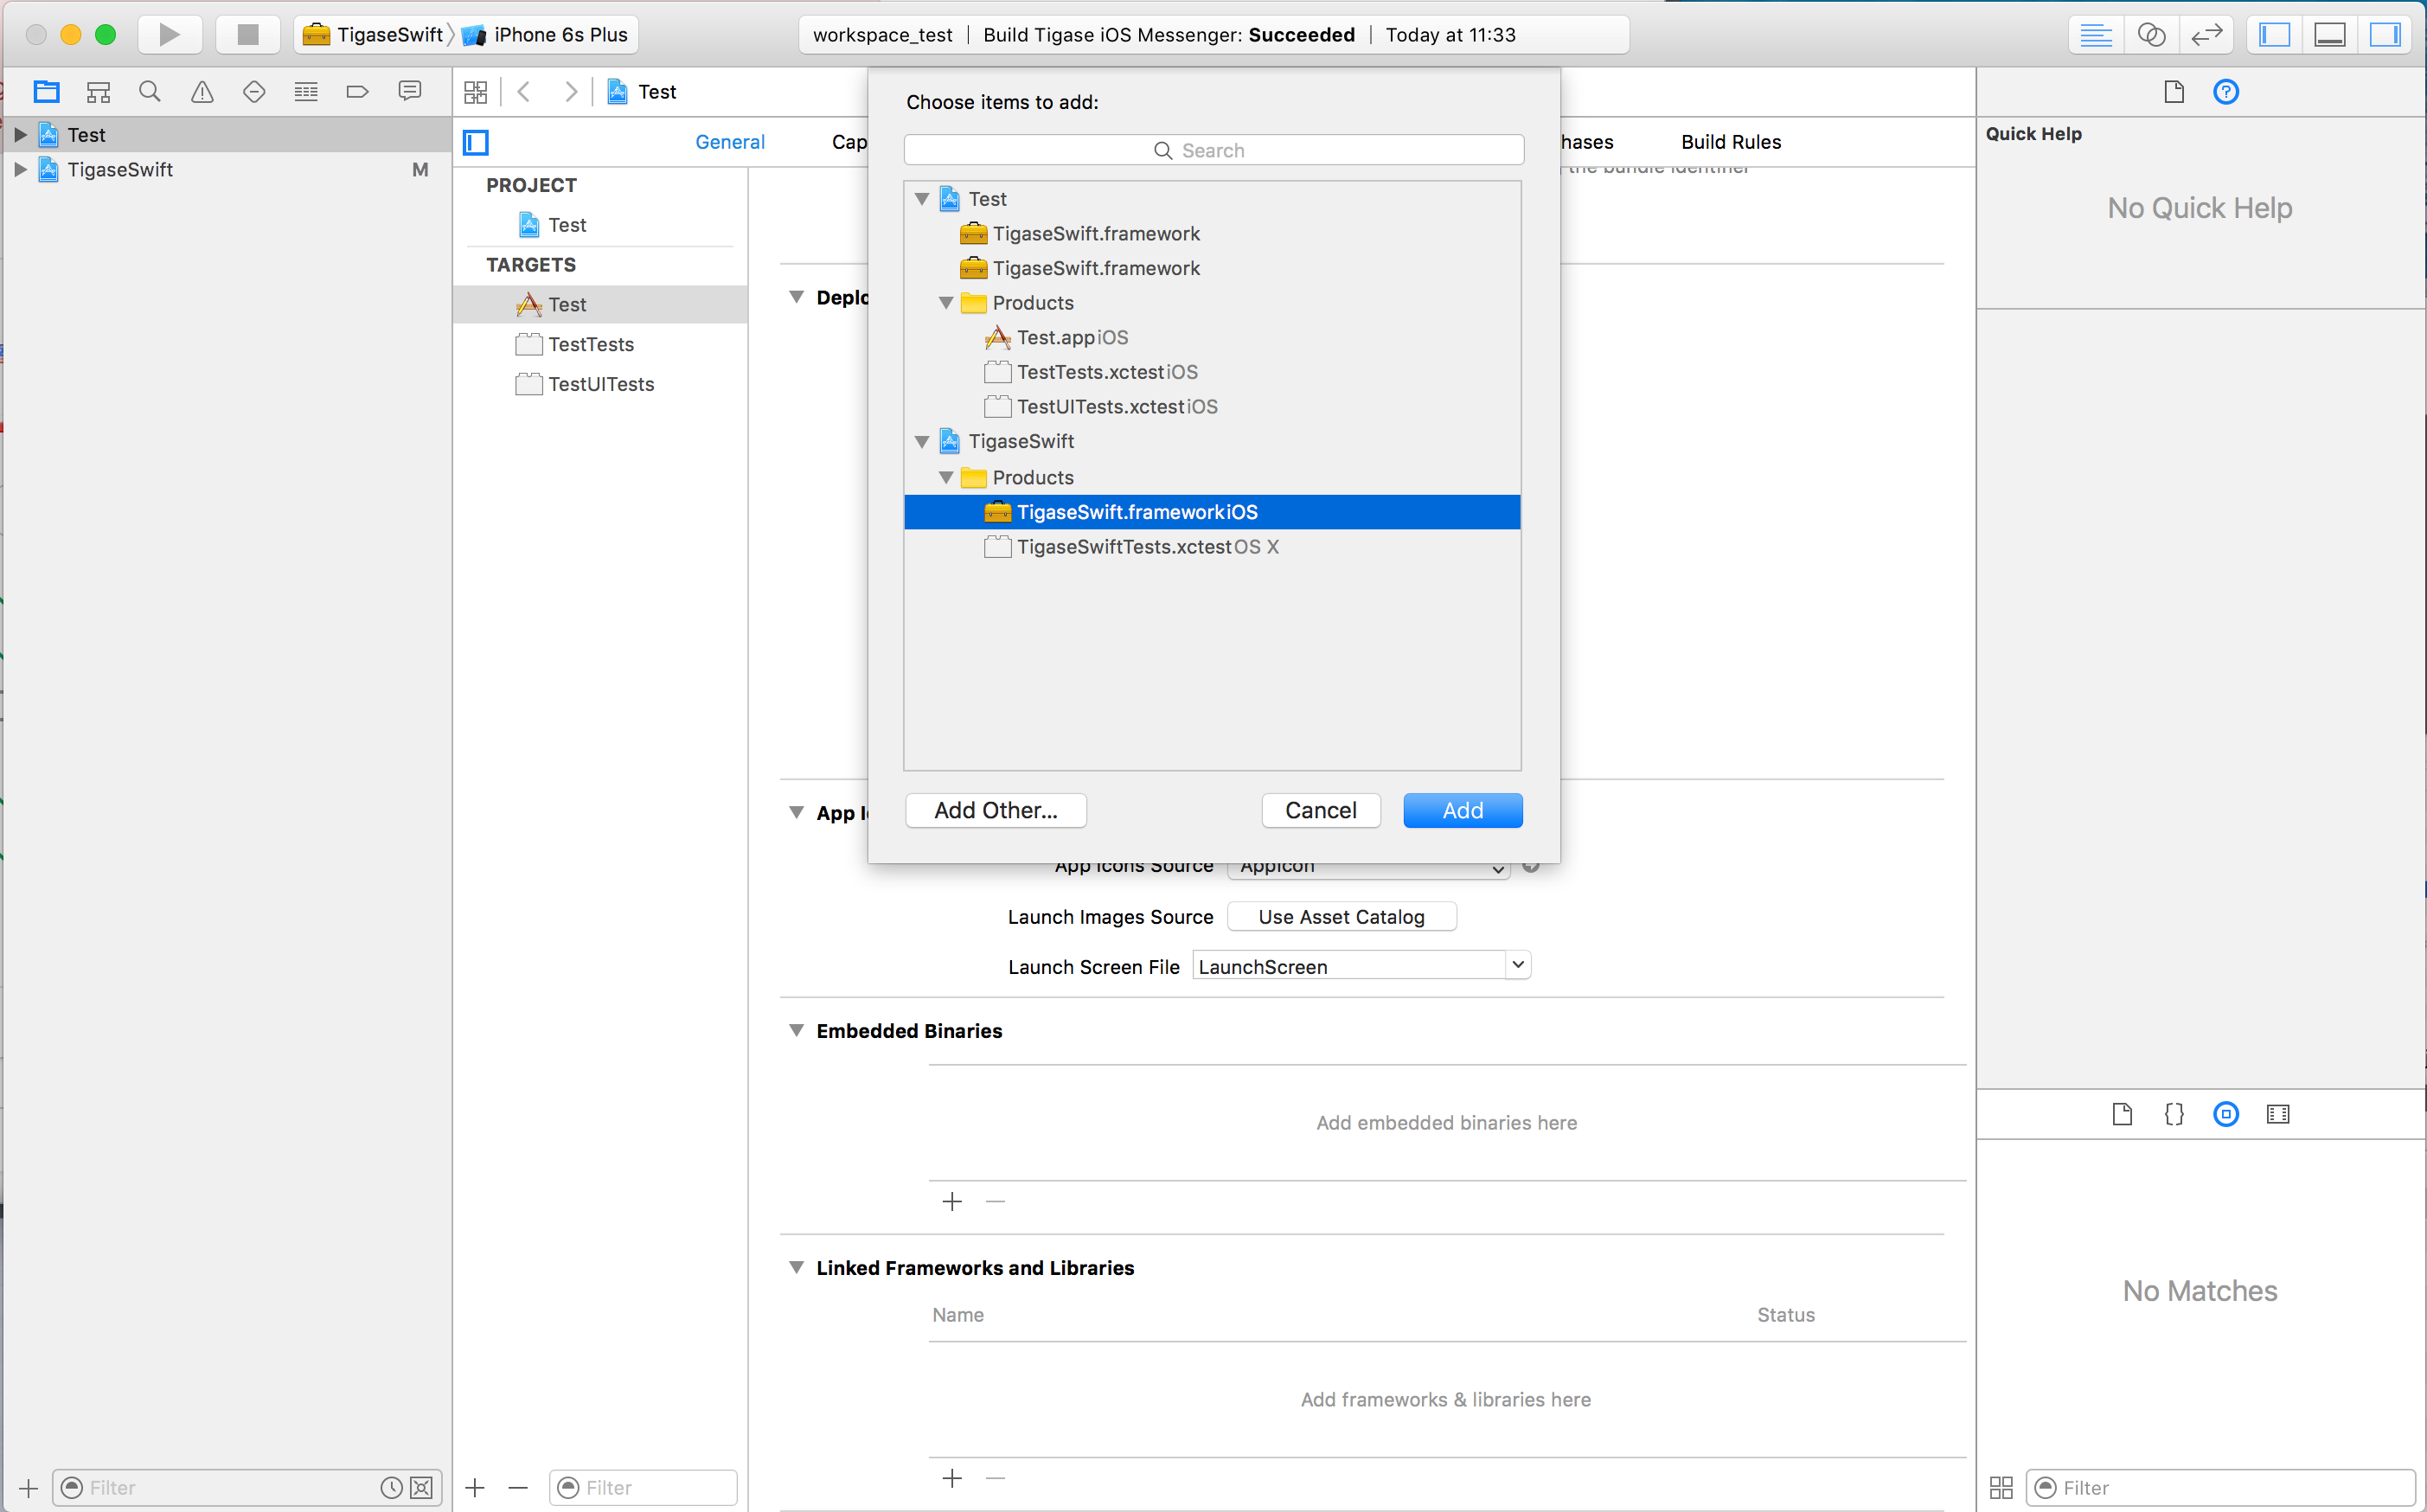 TigaseSwift
iPhone 6s Plus
workspace_test | Build Tigase iOS Messenger: Succeeded | Today at 11:33
Test
Test
TigaseSwift M
General
Cap
hases
Build Rules
PROJECT
Test
TARGETS
Test
TestTests
TestUITests
the bundle identifier
Choose items to add:
Search
Test
TigaseSwift.framework
TigaseSwift.framework
Products
Test.app iOS
TestTests.xctest iOS
TestUITests.xctest iOS
TigaseSwift
Products
TigaseSwift.framework iOS
TigaseSwiftTests.xctest OS X
Add Other...
Cancel
Add
Deplo
App I
App Icons Source AppIcon
Launch Images Source Use Asset Catalog
Launch Screen File LaunchScreen
Embedded Binaries
Add embedded binaries here
Linked Frameworks and Libraries
Name Status
Add frameworks & libraries here
Quick Help
No Quick Help
No Matches
Filter
Filter
Filter